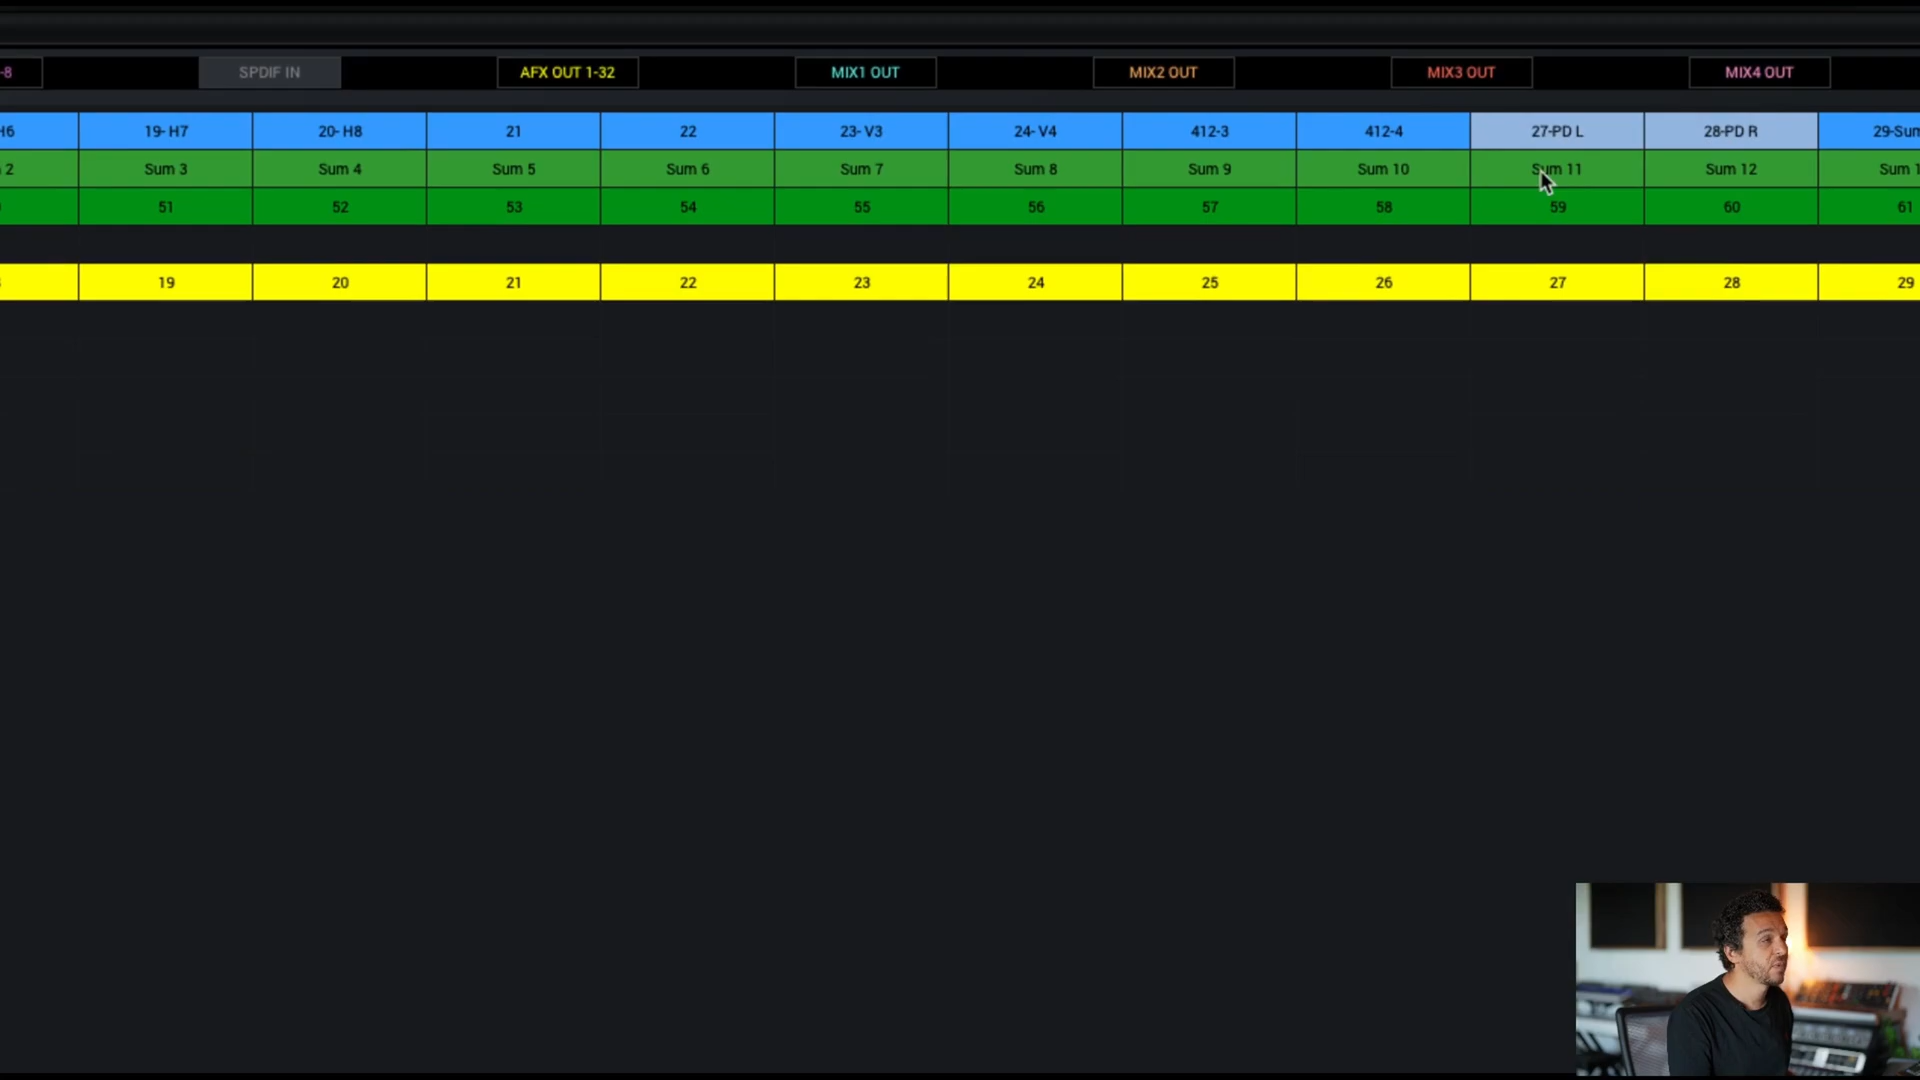 -8 SPDIF IN AFX OUT 1-32 MIX1 OUT MIX2 OUT MIX3 OUT MIX4 OUT
H6 19- H7 20- H8 21 22 23- V3 24- V4 412-3 412-4 27-PD L 28-PD R 29-Sum
2 Sum 3 Sum 4 Sum 5 Sum 6 Sum 7 Sum 8 Sum 9 Sum 10 Sum 11 Sum 12 Sum 1
51 52 53 54 55 56 57 58 59 60 61
19 20 21 22 23 24 25 26 27 28 29